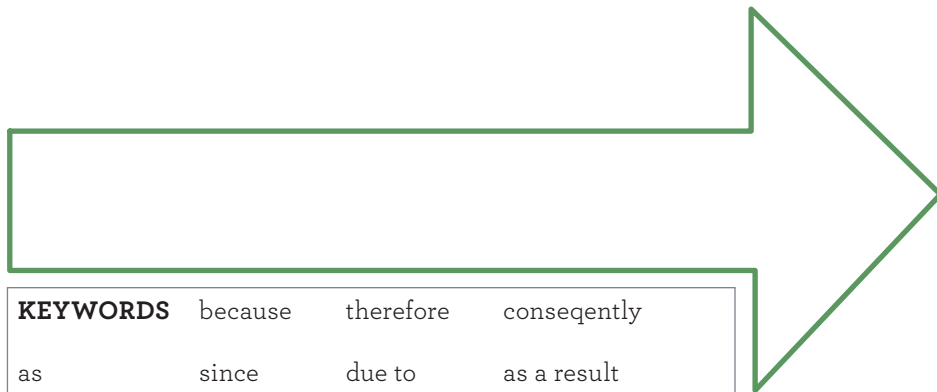 KEYWORDS because therefore conseqently
as since due to as a result